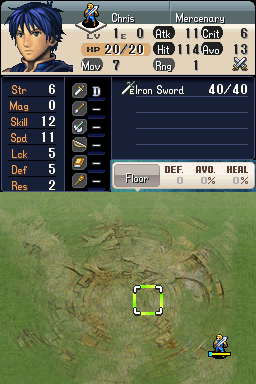 Chris Mercenary
LV 1 E 0 Atk 11 Crit 6
HP 20/20 Hit 114 Avo 13
Mov 7 Rng 1
Str 6 D EIron Sword 40/40
Mag 0 —
Skill 12 —
Spd 11 —
Lck 5 —
Def 5 —
Res 2
Floor DEF. AVO. HEAL
0 0% 0%